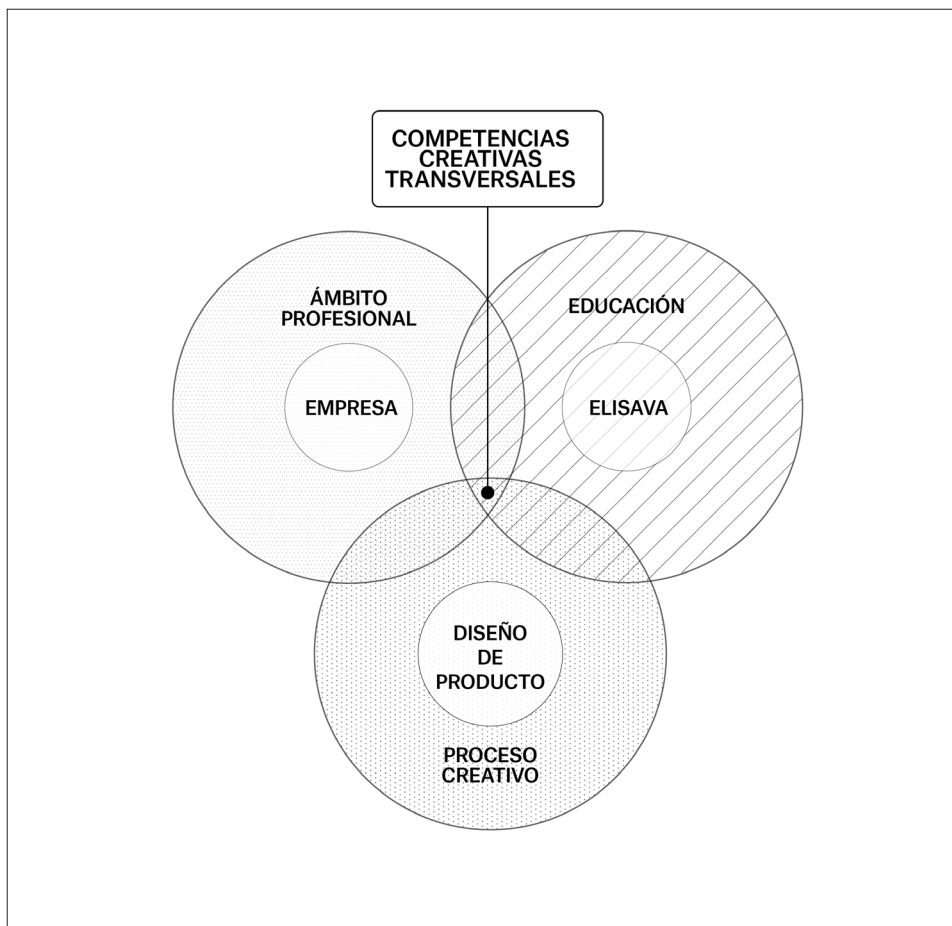 COMPETENCIAS
CREATIVAS
TRANSVERSALES
ÁMBITO
PROFESIONAL
EMPRESA
EDUCACIÓN
ELISAVA
DISEÑO
DE
PRODUCTO
PROCESO
CREATIVO